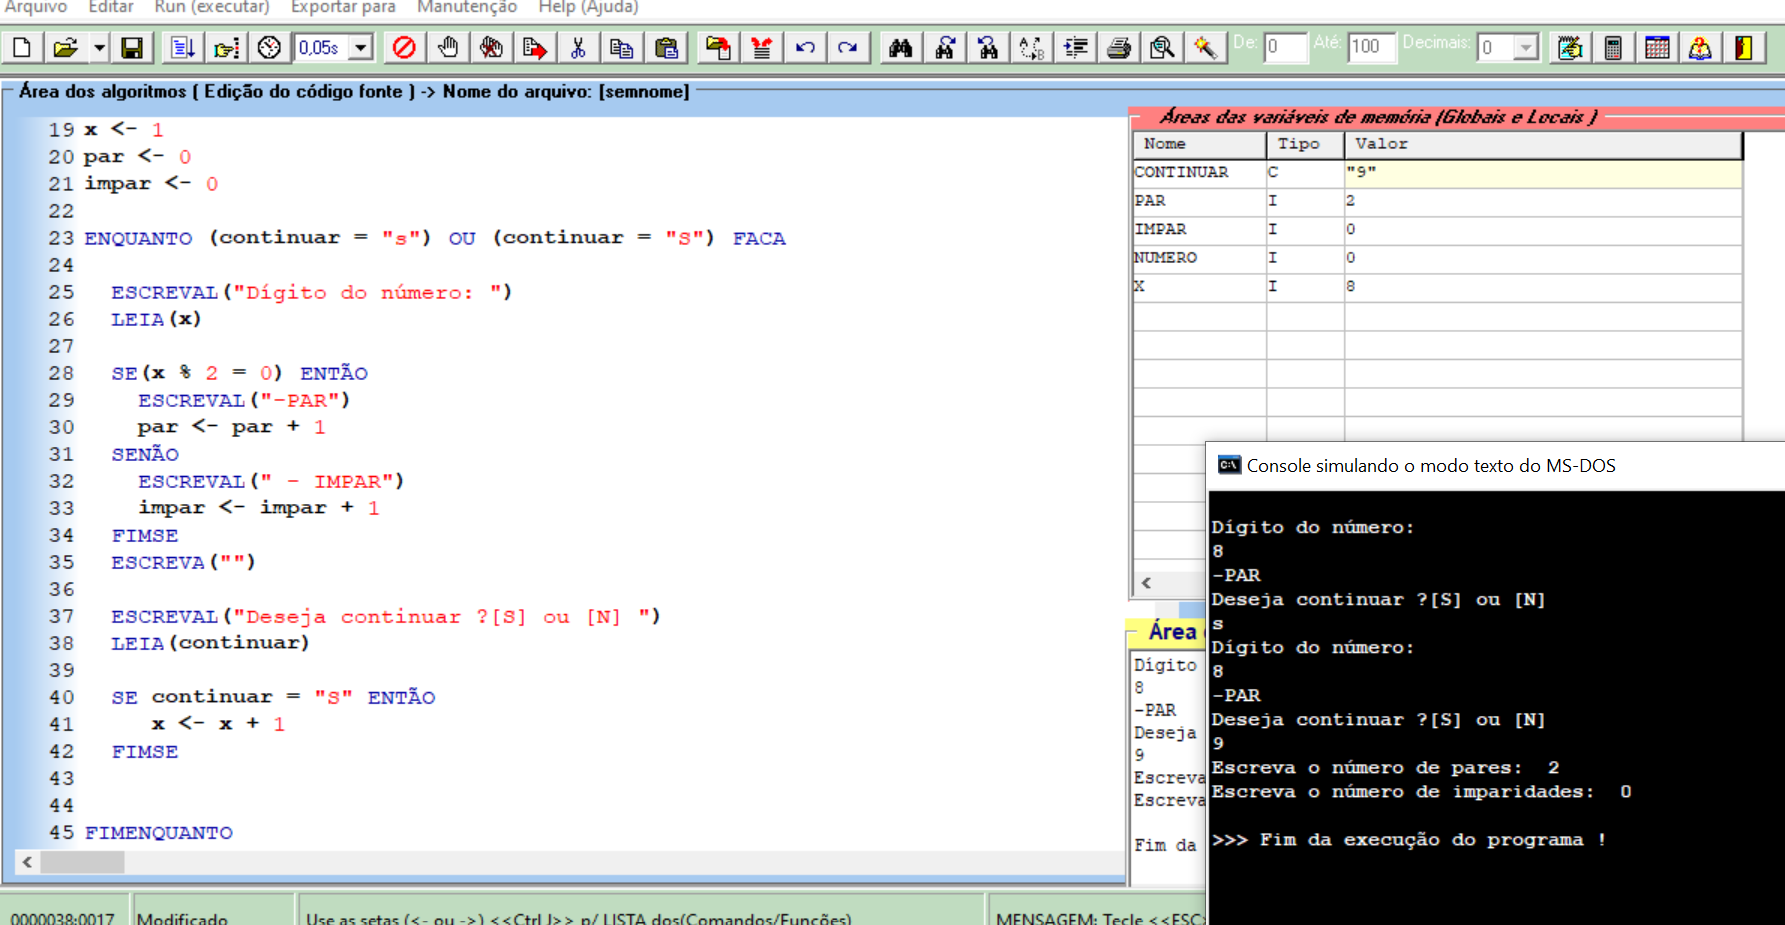 Arquivo Editar Run (executar) Exportar para Manutenção Help (Ajuda)
0,05s De: 0 Até: 100 Decimais: 0
Área dos algoritmos ( Edição do código fonte ) -> Nome do arquivo: [semnome]
19 x <- 1
20 par <- 0
21 impar <- 0
22
23 ENQUANTO (continuar = "s") OU (continuar = "S") FACA
24
25 ESCREVAL("Dígito do número: ")
26 LEIA(x)
27
28 SE(x % 2 = 0) ENTÃO
29 ESCREVAL("-PAR")
30 par <- par + 1
31 SENÃO
32 ESCREVAL(" - IMPAR")
33 impar <- impar + 1
34 FIMSE
35 ESCREVA("")
36
37 ESCREVAL("Deseja continuar ?[S] ou [N] ")
38 LEIA(continuar)
39
40 SE continuar = "S" ENTÃO
41 x <- x + 1
42 FIMSE
43
44
45 FIMENQUANTO
Áreas das variáveis de memória (Globais e Locais )
Nome Tipo Valor
CONTINUAR C "9"
PAR I 2
IMPAR I 0
NUMERO I 0
X I 8
Área
Dígito
8
-PAR
Deseja
9
Escreva
Escreva
Fim da
Console simulando o modo texto do MS-DOS
Dígito do número:
8
-PAR
Deseja continuar ?[S] ou [N]
s
Dígito do número:
8
-PAR
Deseja continuar ?[S] ou [N]
9
Escreva o número de pares: 2
Escreva o número de imparidades: 0
>>> Fim da execução do programa !
0000038:0017 Modificado Use as setas (<- ou ->) <<Ctrl J>> p/ LISTA dos(Comandos/Funções) MENSAGEM: Tecle <<ESC>